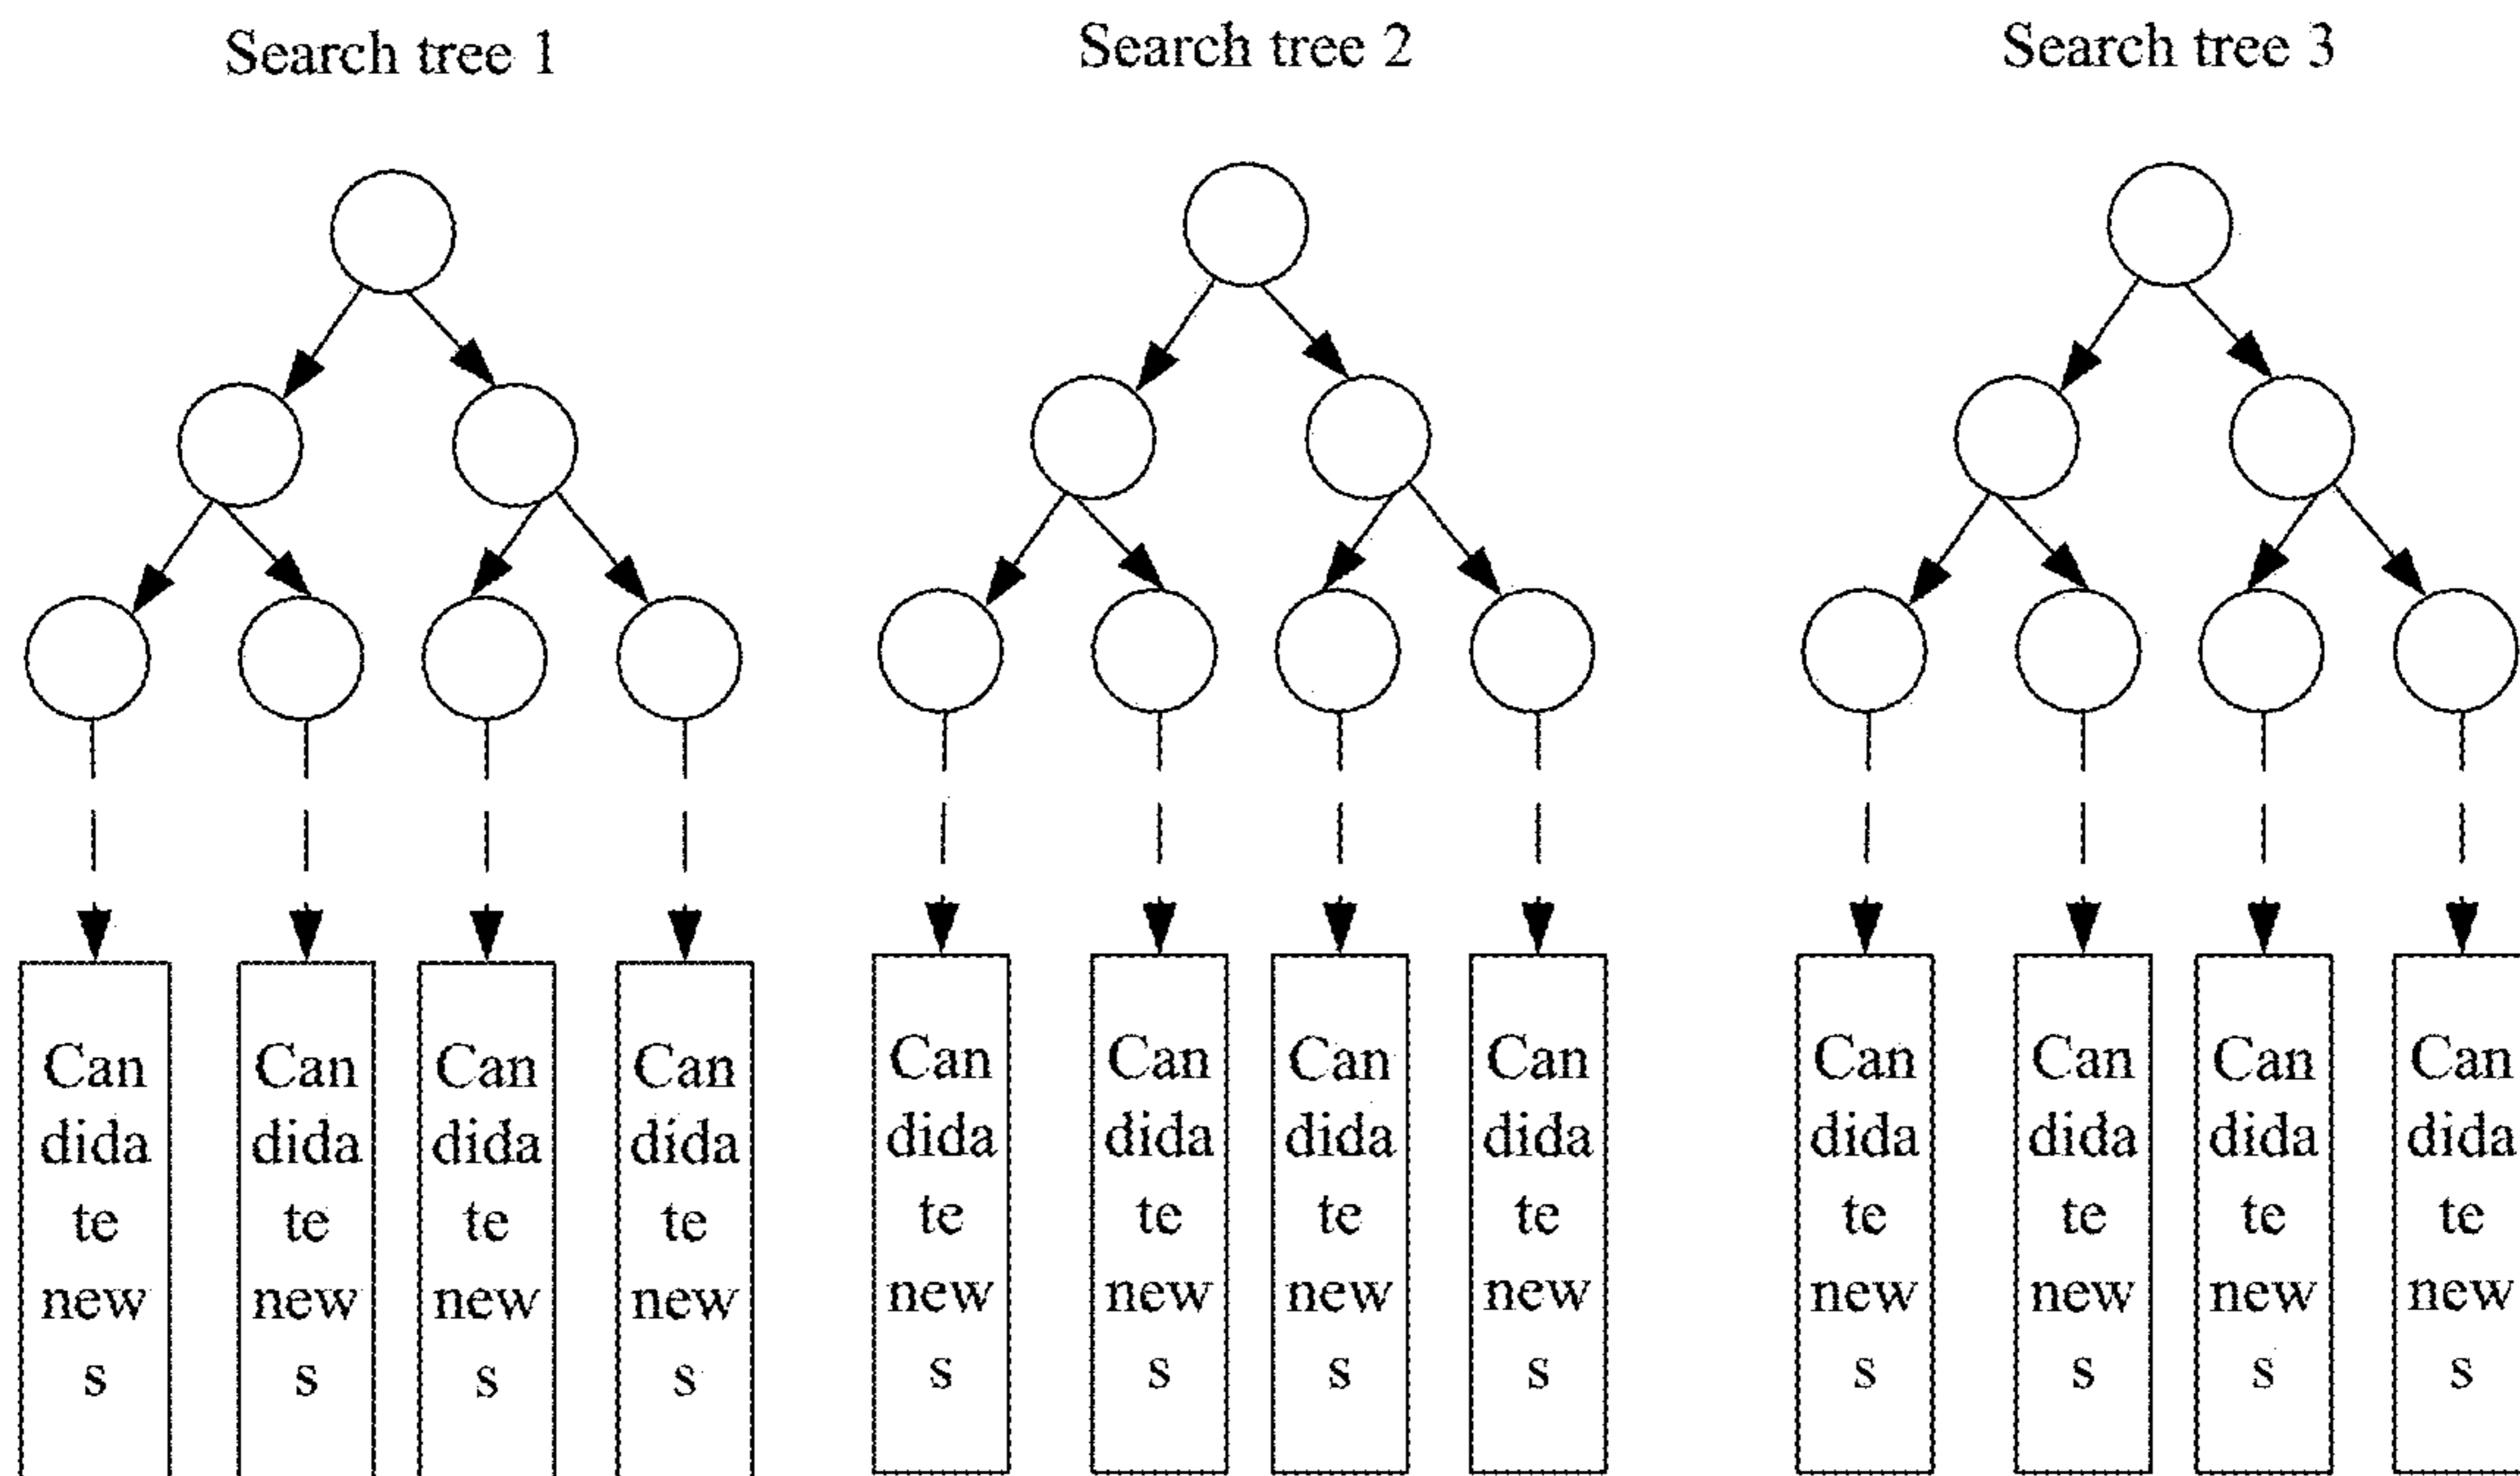 Search tree 1
Search tree 2
Search tree 3
Can
dida
te
new
s
Can
dida
te
new
s
Can
dida
te
new
s
Can
dida
te
new
s
Can
dida
te
new
s
Can
dida
te
new
s
Can
dida
te
new
s
Can
dida
te
new
s
Can
dida
te
new
s
Can
dida
te
new
s
Can
dida
te
new
s
Can
dida
te
new
s